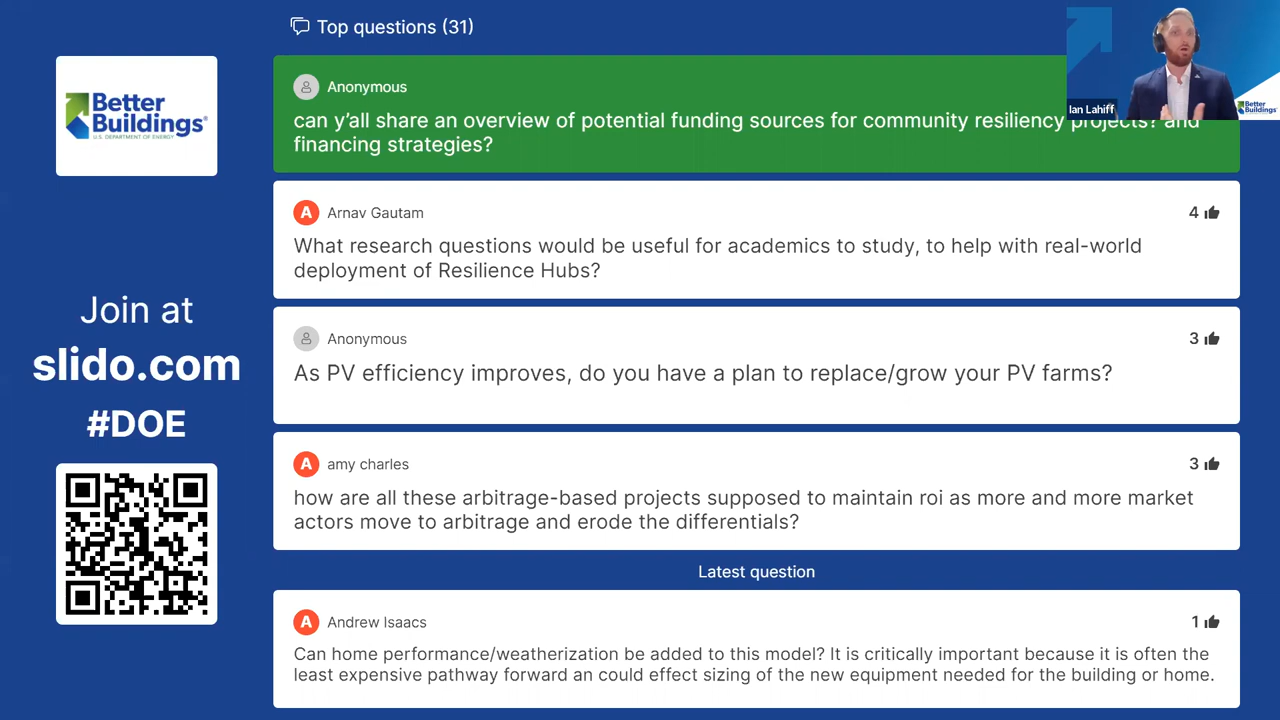 Top questions (31)
Better
Buildings®
U.S. DEPARTMENT OF ENERGY
Join at
slido.com
#DOE
Anonymous
can y’all share an overview of potential funding sources for community resiliency projects? and
financing strategies?
Ian Lahiff
Better
Buildings
A Arnav Gautam
4
What research questions would be useful for academics to study, to help with real-world
deployment of Resilience Hubs?
Anonymous
3
As PV efficiency improves, do you have a plan to replace/grow your PV farms?
A amy charles
3
how are all these arbitrage-based projects supposed to maintain roi as more and more market
actors move to arbitrage and erode the differentials?
Latest question
A Andrew Isaacs
1
Can home performance/weatherization be added to this model? It is critically important because it is often the
least expensive pathway forward an could effect sizing of the new equipment needed for the building or home.